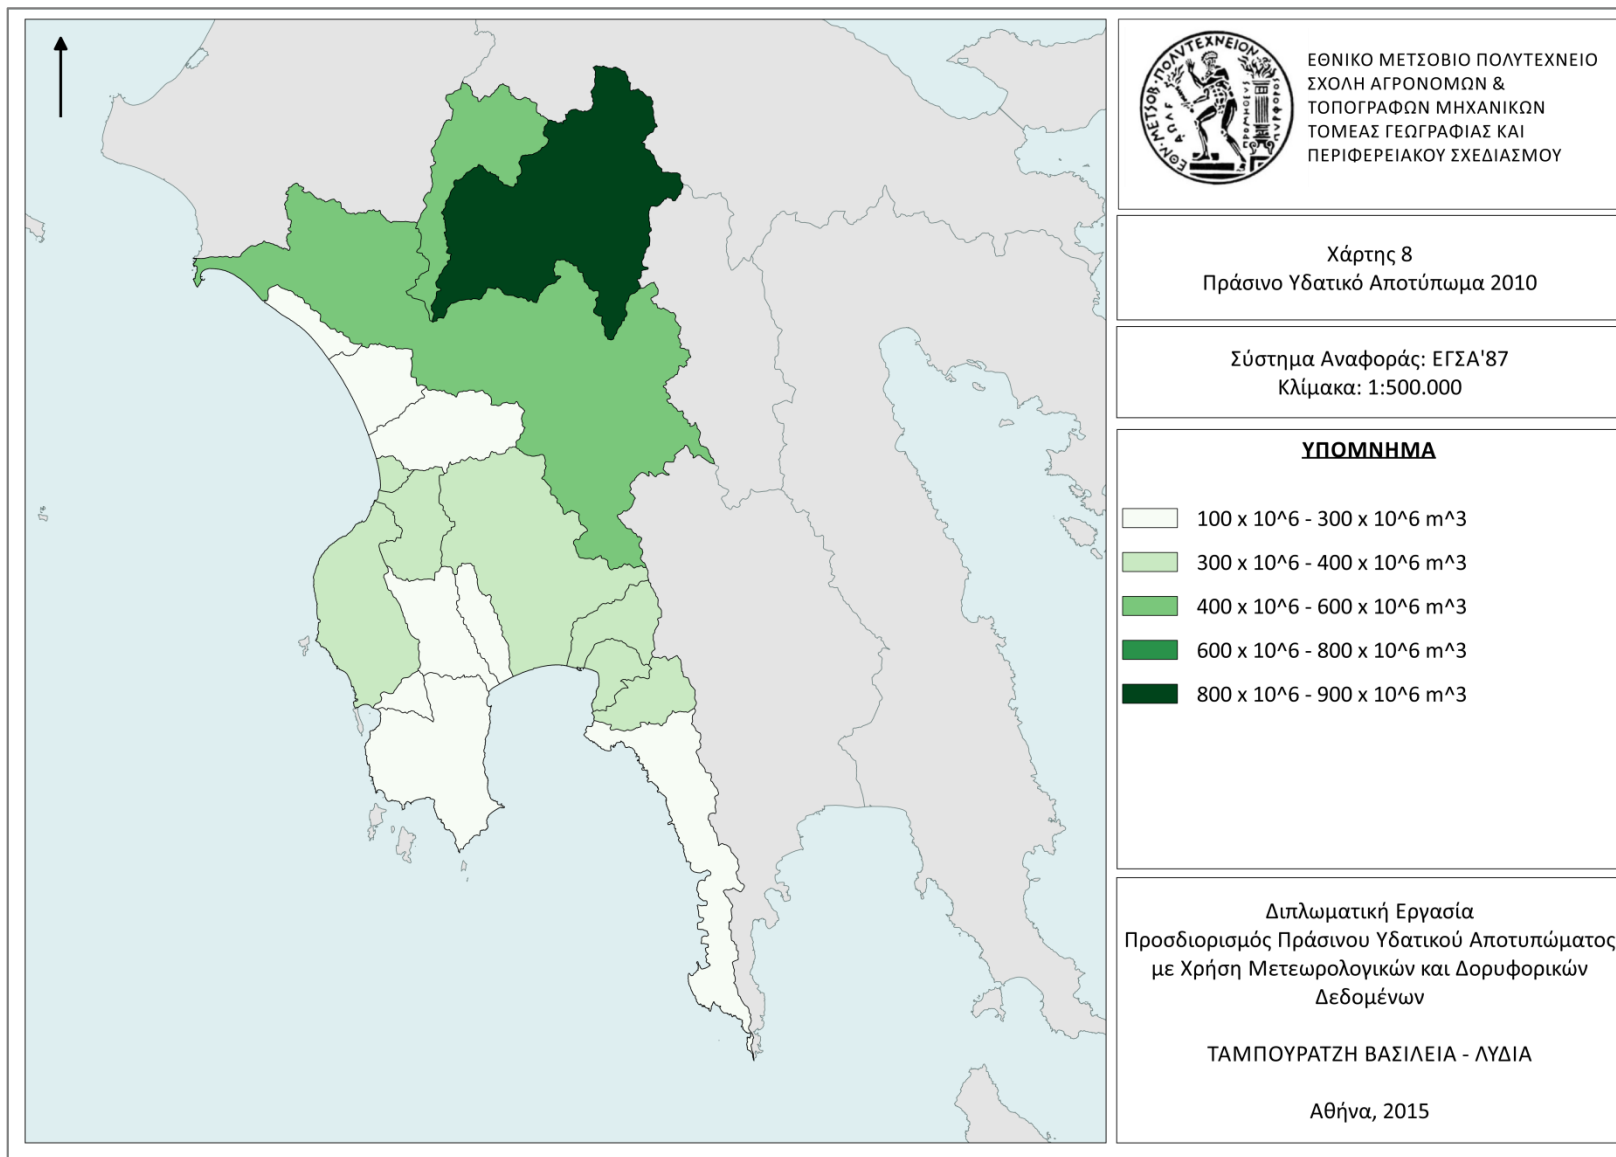 ΕΘΝΙΚΟ ΜΕΤΣΟΒΙΟ ΠΟΛΥΤΕΧΝΕΙΟ
ΣΧΟΛΗ ΑΓΡΟΝΟΜΩΝ &
ΤΟΠΟΓΡΑΦΩΝ ΜΗΧΑΝΙΚΩΝ
ΤΟΜΕΑΣ ΓΕΩΓΡΑΦΙΑΣ ΚΑΙ
ΠΕΡΙΦΕΡΕΙΑΚΟΥ ΣΧΕΔΙΑΣΜΟΥ
Χάρτης 8
Πράσινο Υδατικό Αποτύπωμα 2010
Σύστημα Αναφοράς: ΕΓΣΑ'87
Κλίμακα: 1:500.000
ΥΠΟΜΝΗΜΑ
100 x 10^6 - 300 x 10^6 m^3
300 x 10^6 - 400 x 10^6 m^3
400 x 10^6 - 600 x 10^6 m^3
600 x 10^6 - 800 x 10^6 m^3
800 x 10^6 - 900 x 10^6 m^3
Διπλωματική Εργασία
Προσδιορισμός Πράσινου Υδατικού Αποτυπώματος
με Χρήση Μετεωρολογικών και Δορυφορικών
Δεδομένων
ΤΑΜΠΟΥΡΑΤΖΗ ΒΑΣΙΛΕΙΑ - ΛΥΔΙΑ
Αθήνα, 2015